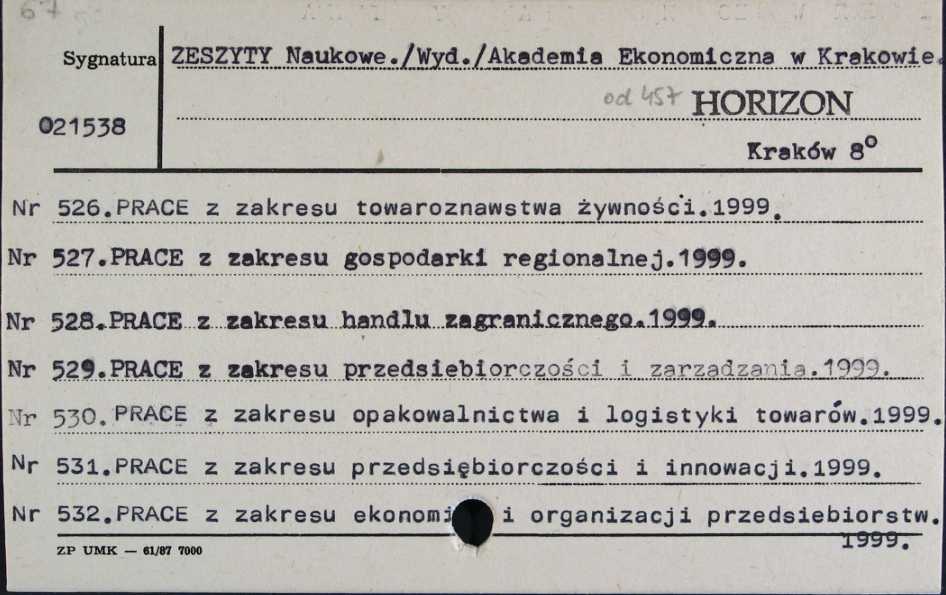 67
Sygnatura ZESZYTY Naukowe./Wyd./Akademia Ekonomiczna w Krakowie.
od 457 HORIZON
021538
Kraków 8°
Nr 526.PRACE z zakresu towaroznawstwa żywności.1999.
Nr 527.PRACE z zakresu gospodarki regionalnej.1999.
Nr 528.PRACE z zakresu handlu zagranicznego.1999.
Nr 529.PRACE z zakresu przedsiebiorczości i zarzadzania.1999.
Nr 530.PRACE z zakresu opakowalnictwa i logistyki towarów.1999.
Nr 531.PRACE z zakresu przedsiębiorczości i innowacji.1999.
Nr 532.PRACE z zakresu ekonomi i organizacji przedsiebiorstw.
1999.
ZP UMK — 61/87 7000